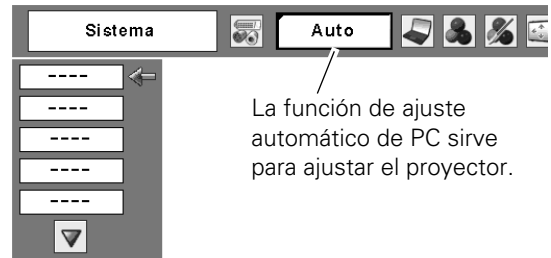 Sistema
Auto
----
----
----
----
----
La función de ajuste
automático de PC sirve
para ajustar el proyector.